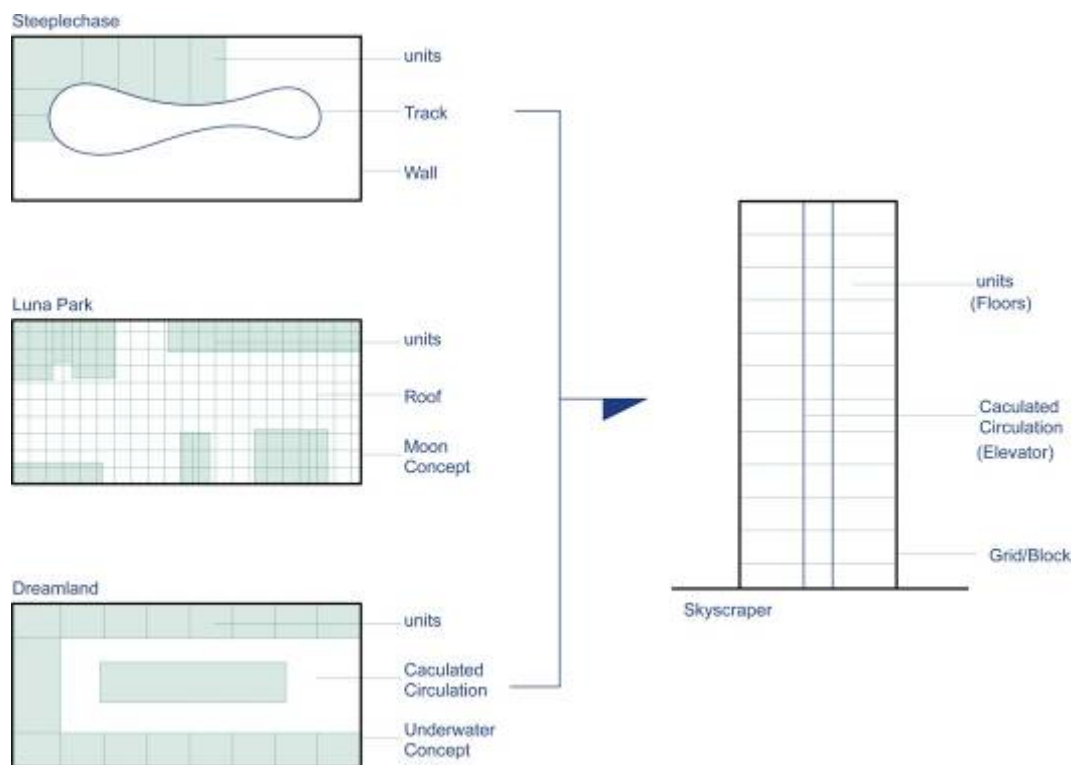 Steeplechase
units
Track
Wall
Luna Park
units
Roof
Moon
Concept
Dreamland
units
Caculated
Circulation
Underwater
Concept
units
(Floors)
Caculated
Circulation
(Elevator)
Grid/Block
Skyscraper